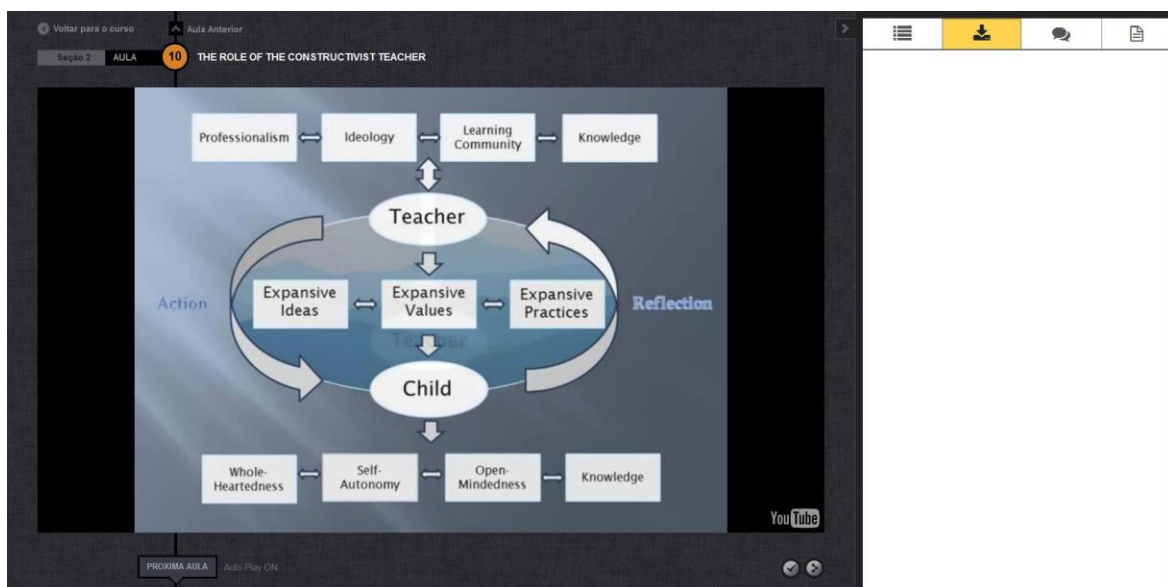 Voltar para o curso
Aula Anterior
Seção 2 AULA 10 THE ROLE OF THE CONSTRUCTIVIST TEACHER
Professionalism
Ideology
Learning
Community
Knowledge
Teacher
Action
Expansive
Ideas
Expansive
Values
Expansive
Practices
Reflection
Teacher
Child
Whole-
Heartedness
Self-
Autonomy
Open-
Mindedness
Knowledge
YouTube
PROXIMA AULA Auto Play ON